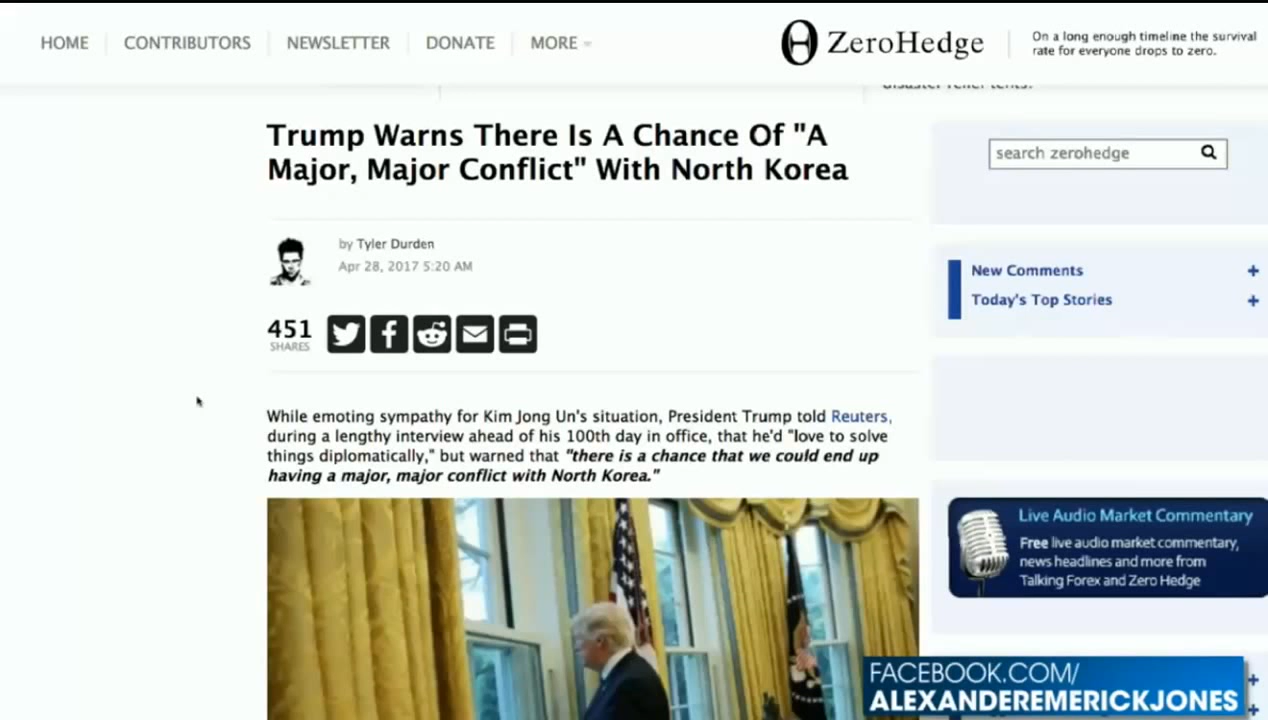 HOME
CONTRIBUTORS
NEWSLETTER
DONATE
MORE
ZeroHedge
On a long enough timeline the survival
rate for everyone drops to zero.
disaster relief tents.
Trump Warns There Is A Chance Of "A
Major, Major Conflict" With North Korea
search zerohedge
by Tyler Durden
Apr 28, 2017 5:20 AM
New Comments
Today's Top Stories
451
SHARES
While emoting sympathy for Kim Jong Un's situation, President Trump told Reuters,
during a lengthy interview ahead of his 100th day in office, that he'd "love to solve
things diplomatically," but warned that "there is a chance that we could end up
having a major, major conflict with North Korea."
Live Audio Market Commentary
Free live audio market commentary,
news headlines and more from
Talking Forex and Zero Hedge
FACEBOOK.COM/
ALEXANDEREMERICKJONES